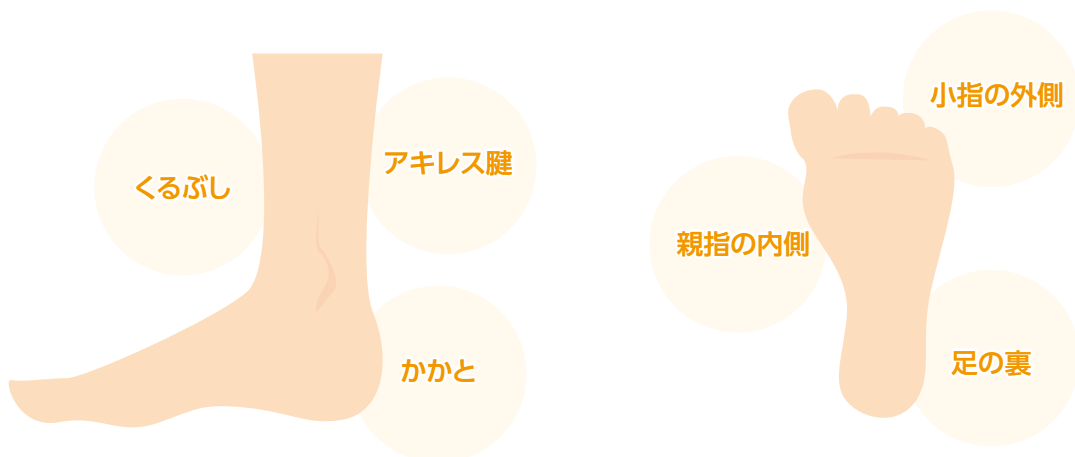 くるぶし
アキレス腱
かかと
小指の外側
親指の内側
足の裏